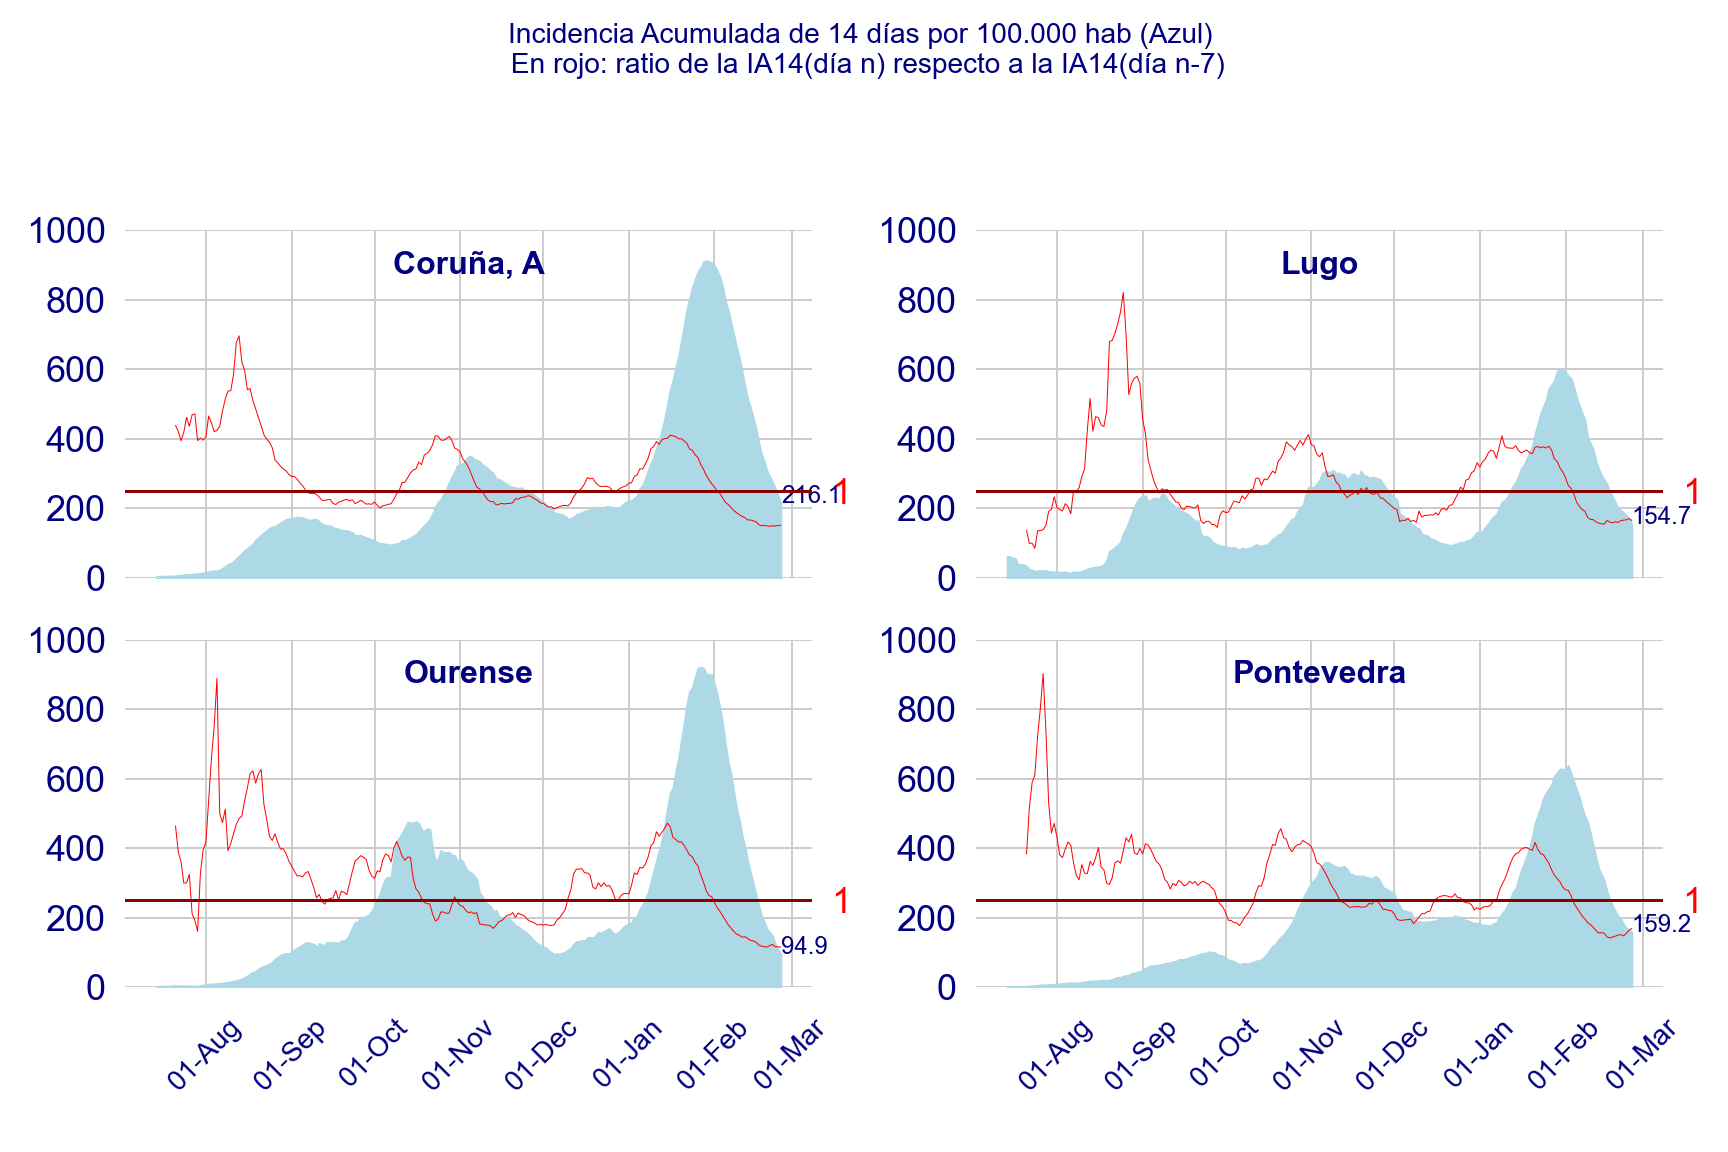 Incidencia Acumulada de 14 días por 100.000 hab (Azul)
En rojo: ratio de la IA14(día n) respecto a la IA14(día n-7)
1000
800
600
400
200
0
Coruña, A
216.1
1
1000
800
600
400
200
0
Lugo
154.7
1
1000
800
600
400
200
0
Ourense
94.9
1
1000
800
600
400
200
0
Pontevedra
159.2
1
01-Aug
01-Sep
01-Oct
01-Nov
01-Dec
01-Jan
01-Feb
01-Mar
01-Aug
01-Sep
01-Oct
01-Nov
01-Dec
01-Jan
01-Feb
01-Mar